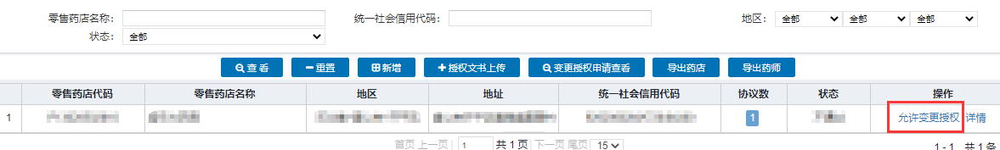 零售药店名称： 统一社会信用代码： 地区： 全部 全部 全部
状态： 全部
查看 重置 新增 授权文书上传 变更授权申请查看 导出药店 导出药师
零售药店代码 零售药店名称 地区 地址 统一社会信用代码 协议数 状态 操作
1 1 允许变更授权 详情
首页 上一页 | 1 共 1 页 | 下一页 尾页 15 1 - 1 共 1 条